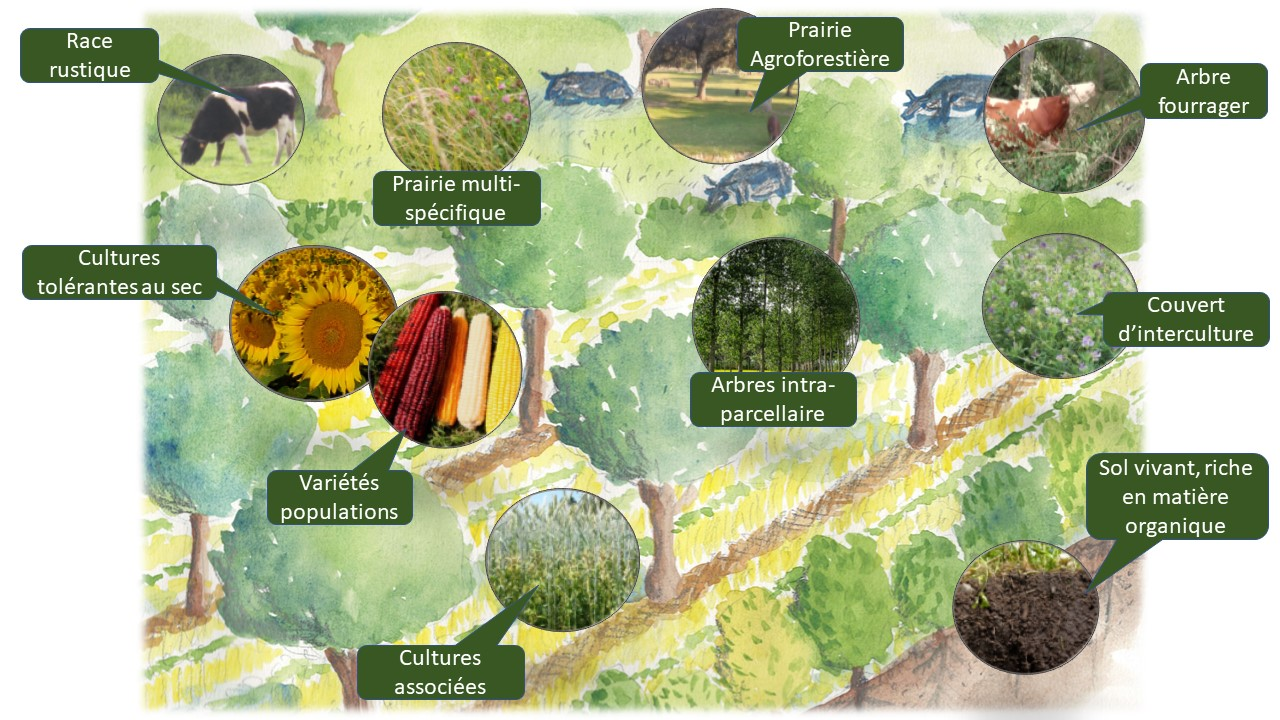 Race
rustique
Prairie multi-
spécifique
Prairie
Agroforestière
Arbre
fourrager
Cultures
tolérantes au sec
Variétés
populations
Arbres intra-
parcellaire
Couvert
d'interculture
Cultures
associées
Sol vivant, riche
en matière
organique